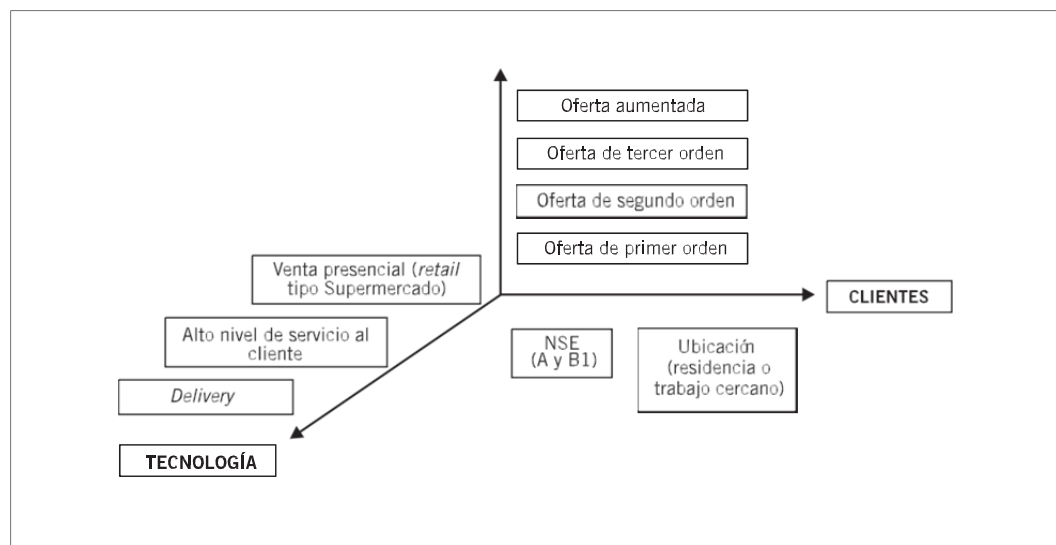 Oferta aumentada
Oferta de tercer orden
Oferta de segundo orden
Oferta de primer orden
Venta presencial (retail
tipo Supermercado)
CLIENTES
Alto nivel de servicio al
cliente
NSE
(A y B1)
Ubicación
(residencia o
trabajo cercano)
Delivery
TECNOLOGÍA